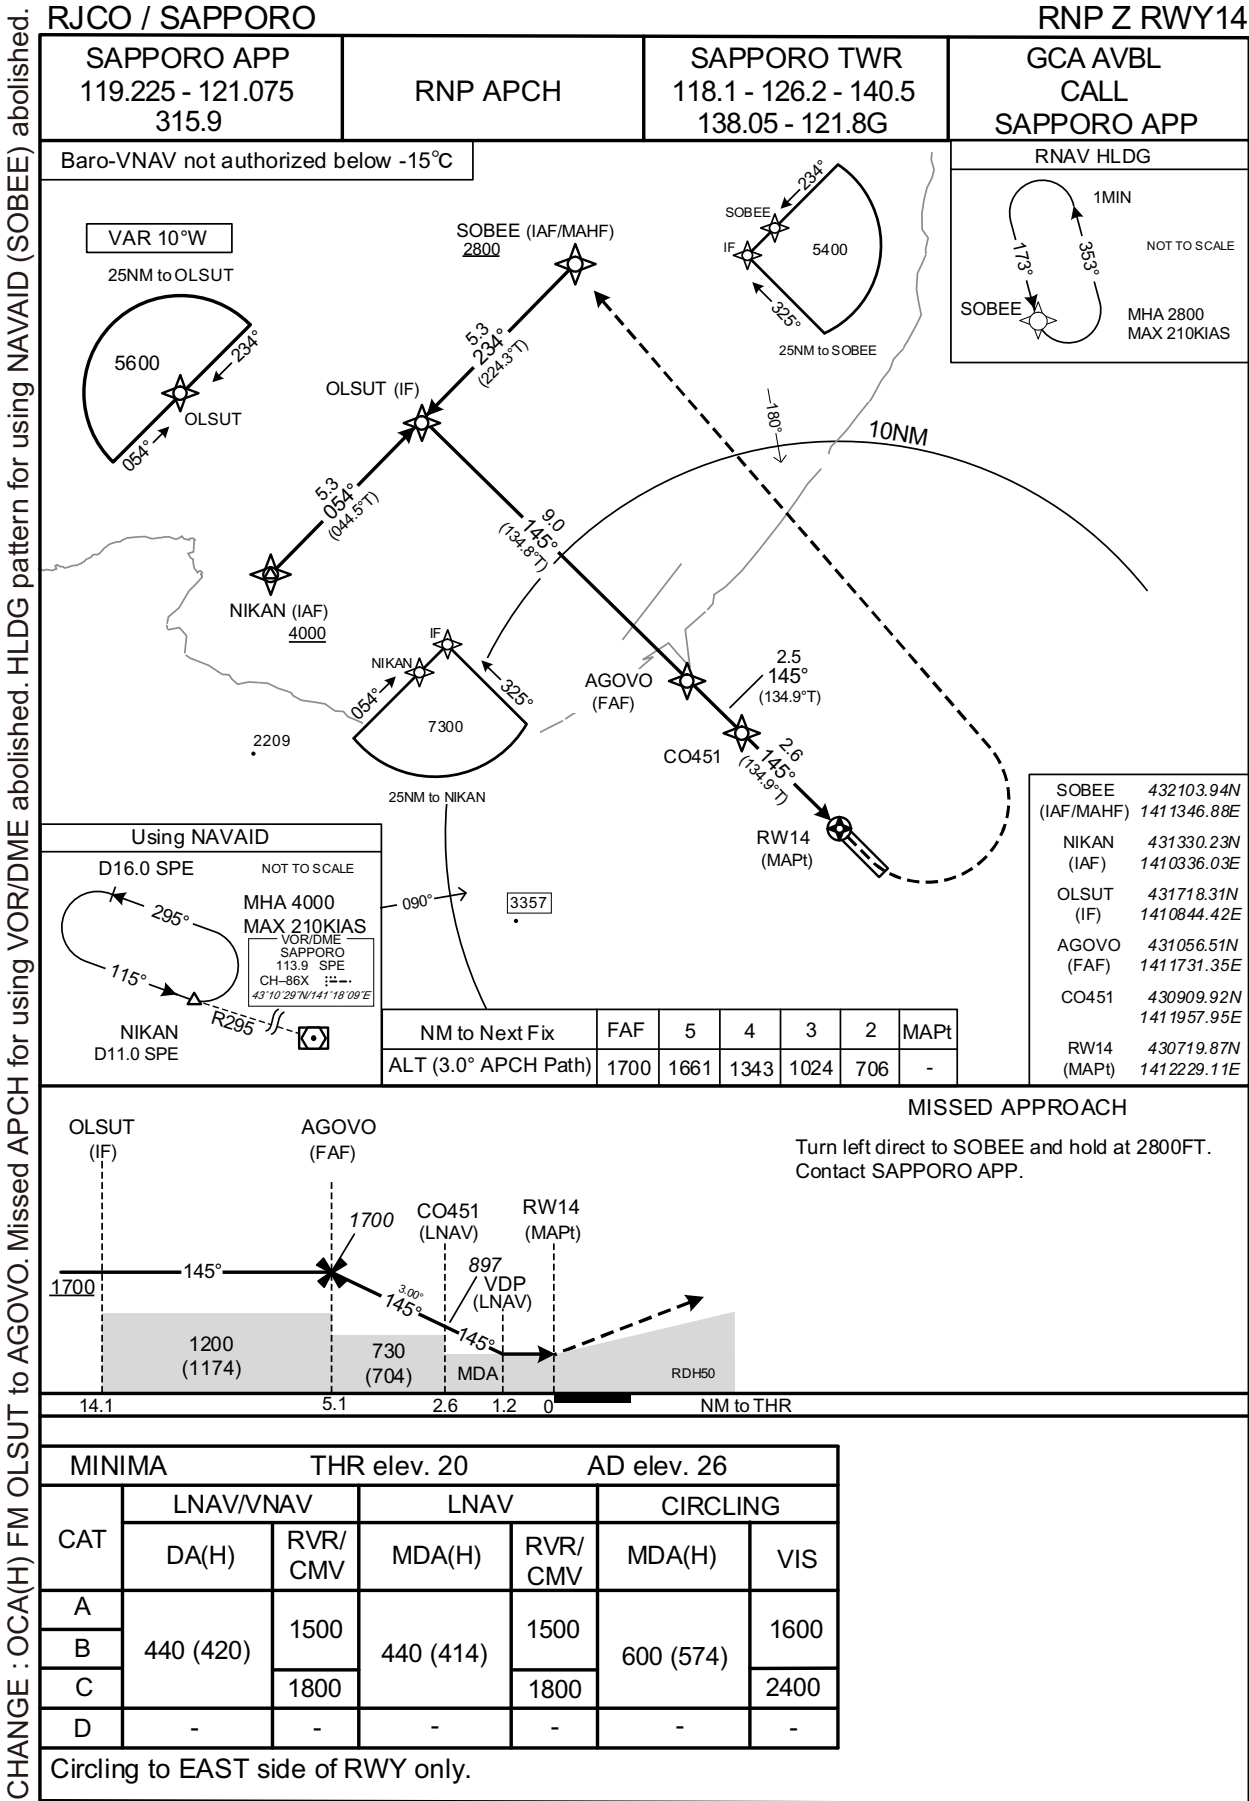 RJCO / SAPPORO
RNP Z RWY14
SAPPORO APP
119.225 - 121.075
315.9
RNP APCH
SAPPORO TWR
118.1 - 126.2 - 140.5
138.05 - 121.8G
GCA AVBL
CALL
SAPPORO APP
Baro-VNAV not authorized below -15°C
VAR 10°W
25NM to OLSUT
5600
234°
OLSUT
054°
SOBEE (IAF/MAHF)
2800
5.3
234°
(224.3°T)
OLSUT (IF)
5.3
054°
(044.5°T)
NIKAN (IAF)
4000
9.0
145°
(134.8°T)
234°
SOBEE
IF
5400
325°
25NM to SOBEE
180°
10NM
RNAV HLDG
1MIN
173°
353°
NOT TO SCALE
SOBEE
MHA 2800
MAX 210KIAS
IF
NIKAN
054°
325°
7300
25NM to NIKAN
2209
AGOVO
(FAF)
2.5
145°
(134.9°T)
CO451
2.6
145°
(134.9°T)
RW14
(MAPt)
SOBEE 432103.94N
(IAF/MAHF) 1411346.88E
NIKAN 431330.23N
(IAF) 1410336.03E
OLSUT 431718.31N
(IF) 1410844.42E
AGOVO 431056.51N
(FAF) 1411731.35E
CO451 430909.92N
1411957.95E
RW14 430719.87N
(MAPt) 1412229.11E
Using NAVAID
D16.0 SPE
NOT TO SCALE
295°
MHA 4000
MAX 210KIAS
VOR/DME
SAPPORO
113.9 SPE
CH–86X
43°10'29"N/141°18'09"E
115°
R295
NIKAN
D11.0 SPE
090°
3357
NM to Next Fix FAF 5 4 3 2 MAPt
ALT (3.0° APCH Path) 1700 1661 1343 1024 706 -
OLSUT
(IF)
AGOVO
(FAF)
1700
CO451
(LNAV)
RW14
(MAPt)
897
VDP
(LNAV)
1700
145°
3.00°
145°
145°
1200
(1174)
730
(704)
MDA
RDH50
14.1 5.1 2.6 1.2 0 NM to THR
MISSED APPROACH
Turn left direct to SOBEE and hold at 2800FT.
Contact SAPPORO APP.
MINIMA THR elev. 20 AD elev. 26
CAT LNAV/VNAV LNAV CIRCLING
DA(H) RVR/CMV MDA(H) RVR/CMV MDA(H) VIS
A
B 440 (420) 1500 440 (414) 1500 600 (574) 1600
C 1800 1800 2400
D - - - - - -
Circling to EAST side of RWY only.
CHANGE : OCA(H) FM OLSUT to AGOVO. Missed APCH for using VOR/DME abolished. HLDG pattern for using NAVAID (SOBEE) abolished.